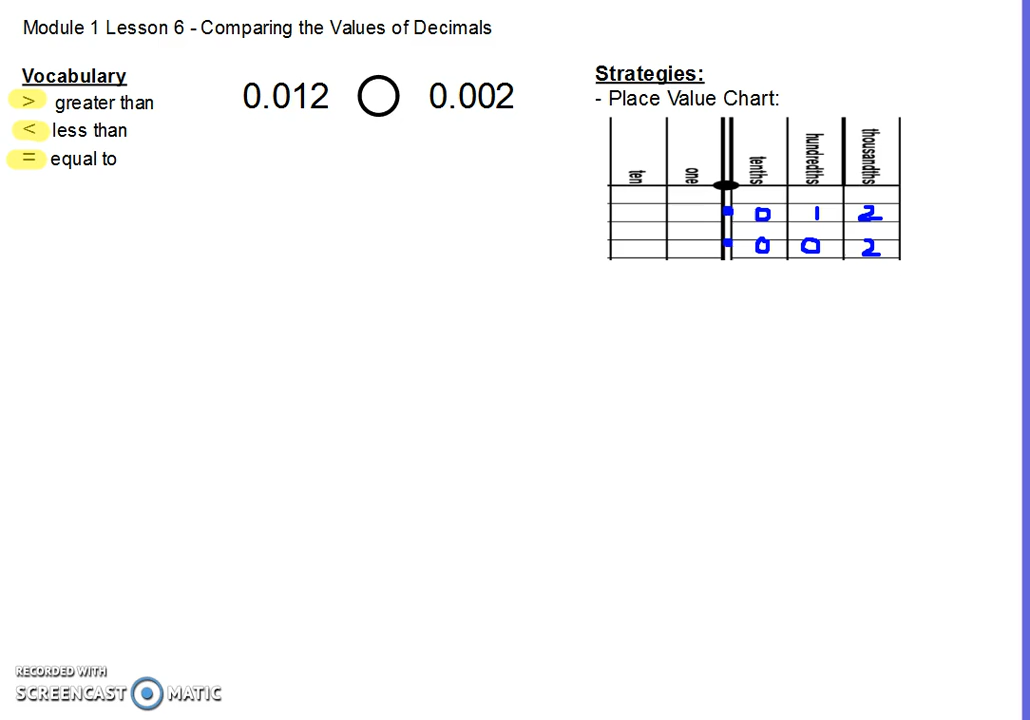 Module 1 Lesson 6 - Comparing the Values of Decimals
Vocabulary
> greater than
< less than
= equal to
0.012 0.002
Strategies:
- Place Value Chart:
ten one tenths hundredths thousandths
. 0 1 2
. 0 0 2
RECORDED WITH
SCREENCAST MATIC